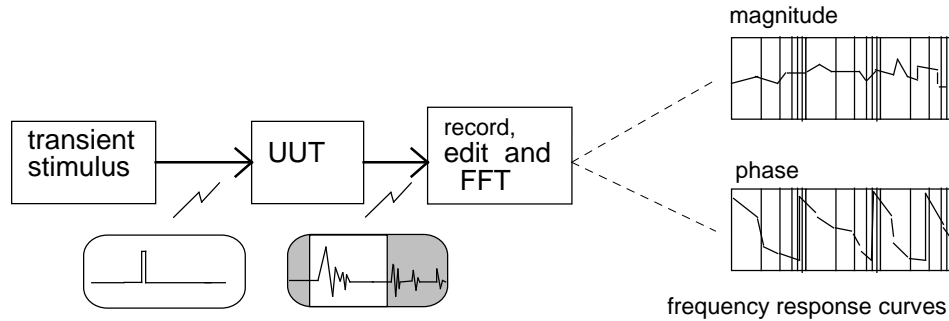 magnitude
transient
stimulus
UUT
record,
edit and
FFT
phase
frequency response curves